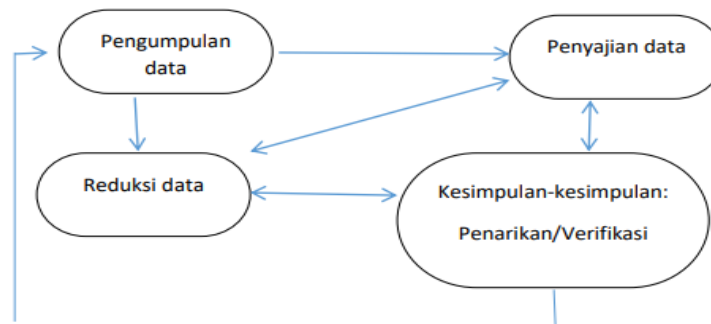 Pengumpulan
data
Penyajian data
Reduksi data
Kesimpulan-kesimpulan:
Penarikan/Verifikasi